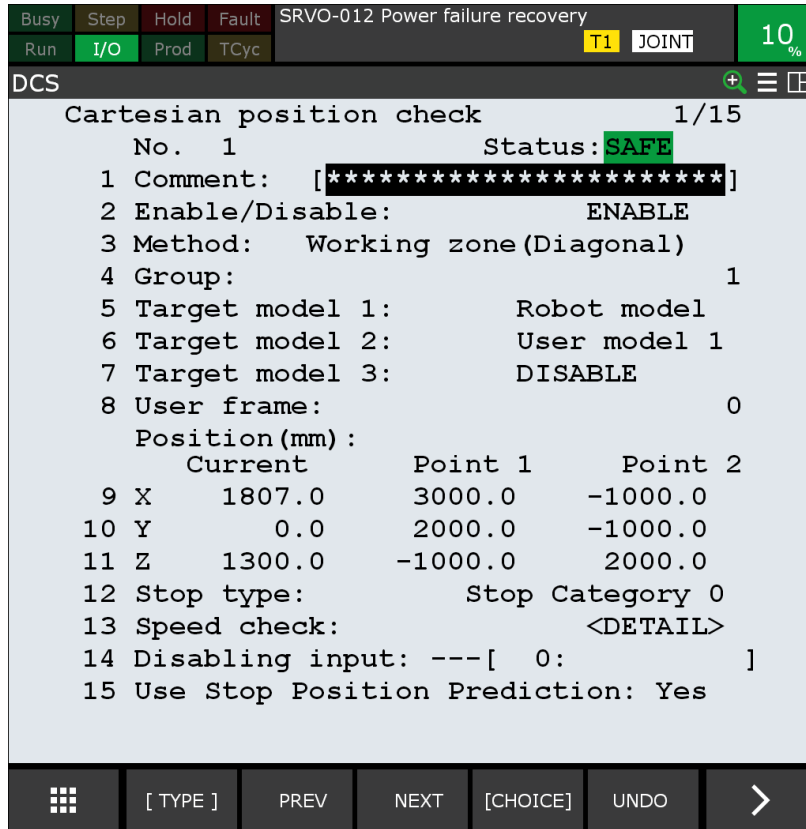 Busy Step Hold Fault SRVO-012 Power failure recovery
Run I/O Prod TCyc T1 JOINT 10%
DCS
Cartesian position check 1/15
No. 1 Status:SAFE
1 Comment: [***********************]
2 Enable/Disable: ENABLE
3 Method: Working zone(Diagonal)
4 Group: 1
5 Target model 1: Robot model
6 Target model 2: User model 1
7 Target model 3: DISABLE
8 User frame: 0
Position(mm):
Current Point 1 Point 2
9 X 1807.0 3000.0 -1000.0
10 Y 0.0 2000.0 -1000.0
11 Z 1300.0 -1000.0 2000.0
12 Stop type: Stop Category 0
13 Speed check: <DETAIL>
14 Disabling input: ---[ 0: ]
15 Use Stop Position Prediction: Yes
[ TYPE ] PREV NEXT [CHOICE] UNDO >